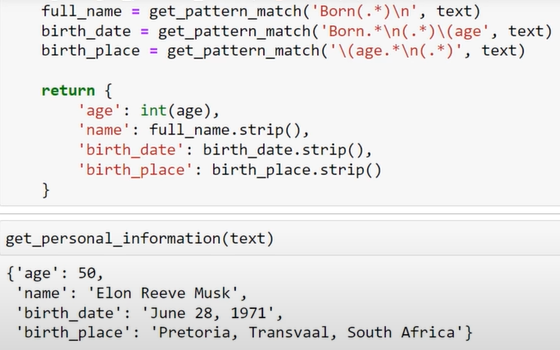 full_name = get_pattern_match('Born(.*)\n', text)
birth_date = get_pattern_match('Born.*\n(.*)\(age', text)
birth_place = get_pattern_match('\(age.*\n(.*)', text)
return {
'age': int(age),
'name': full_name.strip(),
'birth_date': birth_date.strip(),
'birth_place': birth_place.strip()
}
get_personal_information(text)
{'age': 50,
'name': 'Elon Reeve Musk',
'birth_date': 'June 28, 1971',
'birth_place': 'Pretoria, Transvaal, South Africa'}